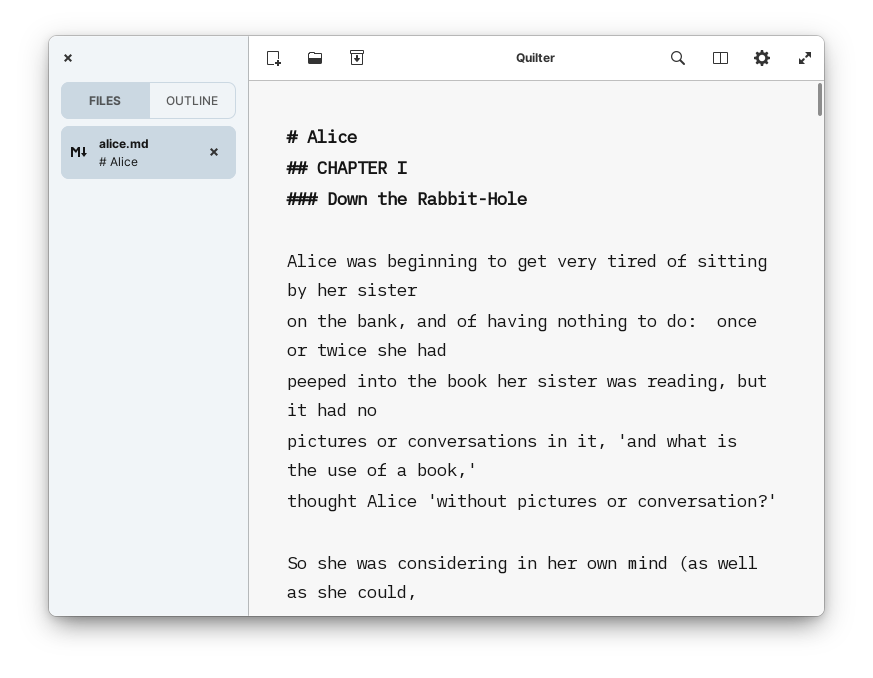 Quilter
FILES
OUTLINE
M↓
alice.md
# Alice
# Alice
## CHAPTER I
### Down the Rabbit-Hole
Alice was beginning to get very tired of sitting
by her sister
on the bank, and of having nothing to do:  once
or twice she had
peeped into the book her sister was reading, but
it had no
pictures or conversations in it, 'and what is
the use of a book,'
thought Alice 'without pictures or conversation?'
So she was considering in her own mind (as well
as she could,